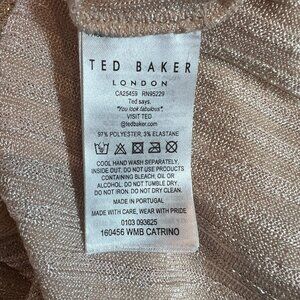 TED BAKER
LONDON
CA25459 RN95229
Ted says,
"You look fabulous".
VISIT TED
@tedbaker.com
97% POLYESTER, 3% ELASTANE
COOL HAND WASH SEPARATELY,
INSIDE OUT. DO NOT USE PRODUCTS
CONTAINING BLEACH, OIL OR
ALCOHOL. DO NOT TUMBLE DRY.
DO NOT IRON. DO NOT DRY CLEAN.
MADE IN PORTUGAL
MADE WITH CARE, WEAR WITH PRIDE
0103 093625
160456 WMB CATRINO